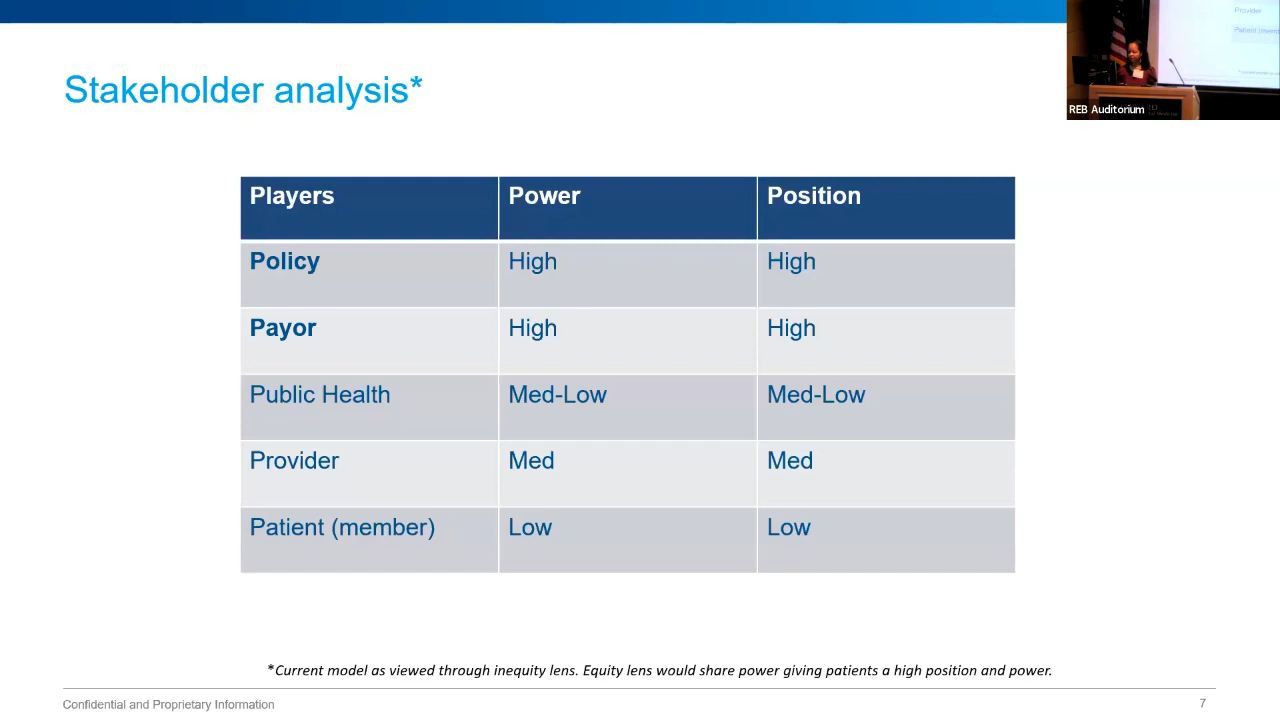 Stakeholder analysis*
Provider
REB Auditorium
Players Power Position
Policy High High
Payor High High
Public Health Med-Low Med-Low
Provider Med Med
Patient (member) Low Low
*Current model as viewed through inequity lens. Equity lens would share power giving patients a high position and power.
Confidential and Proprietary Information 7